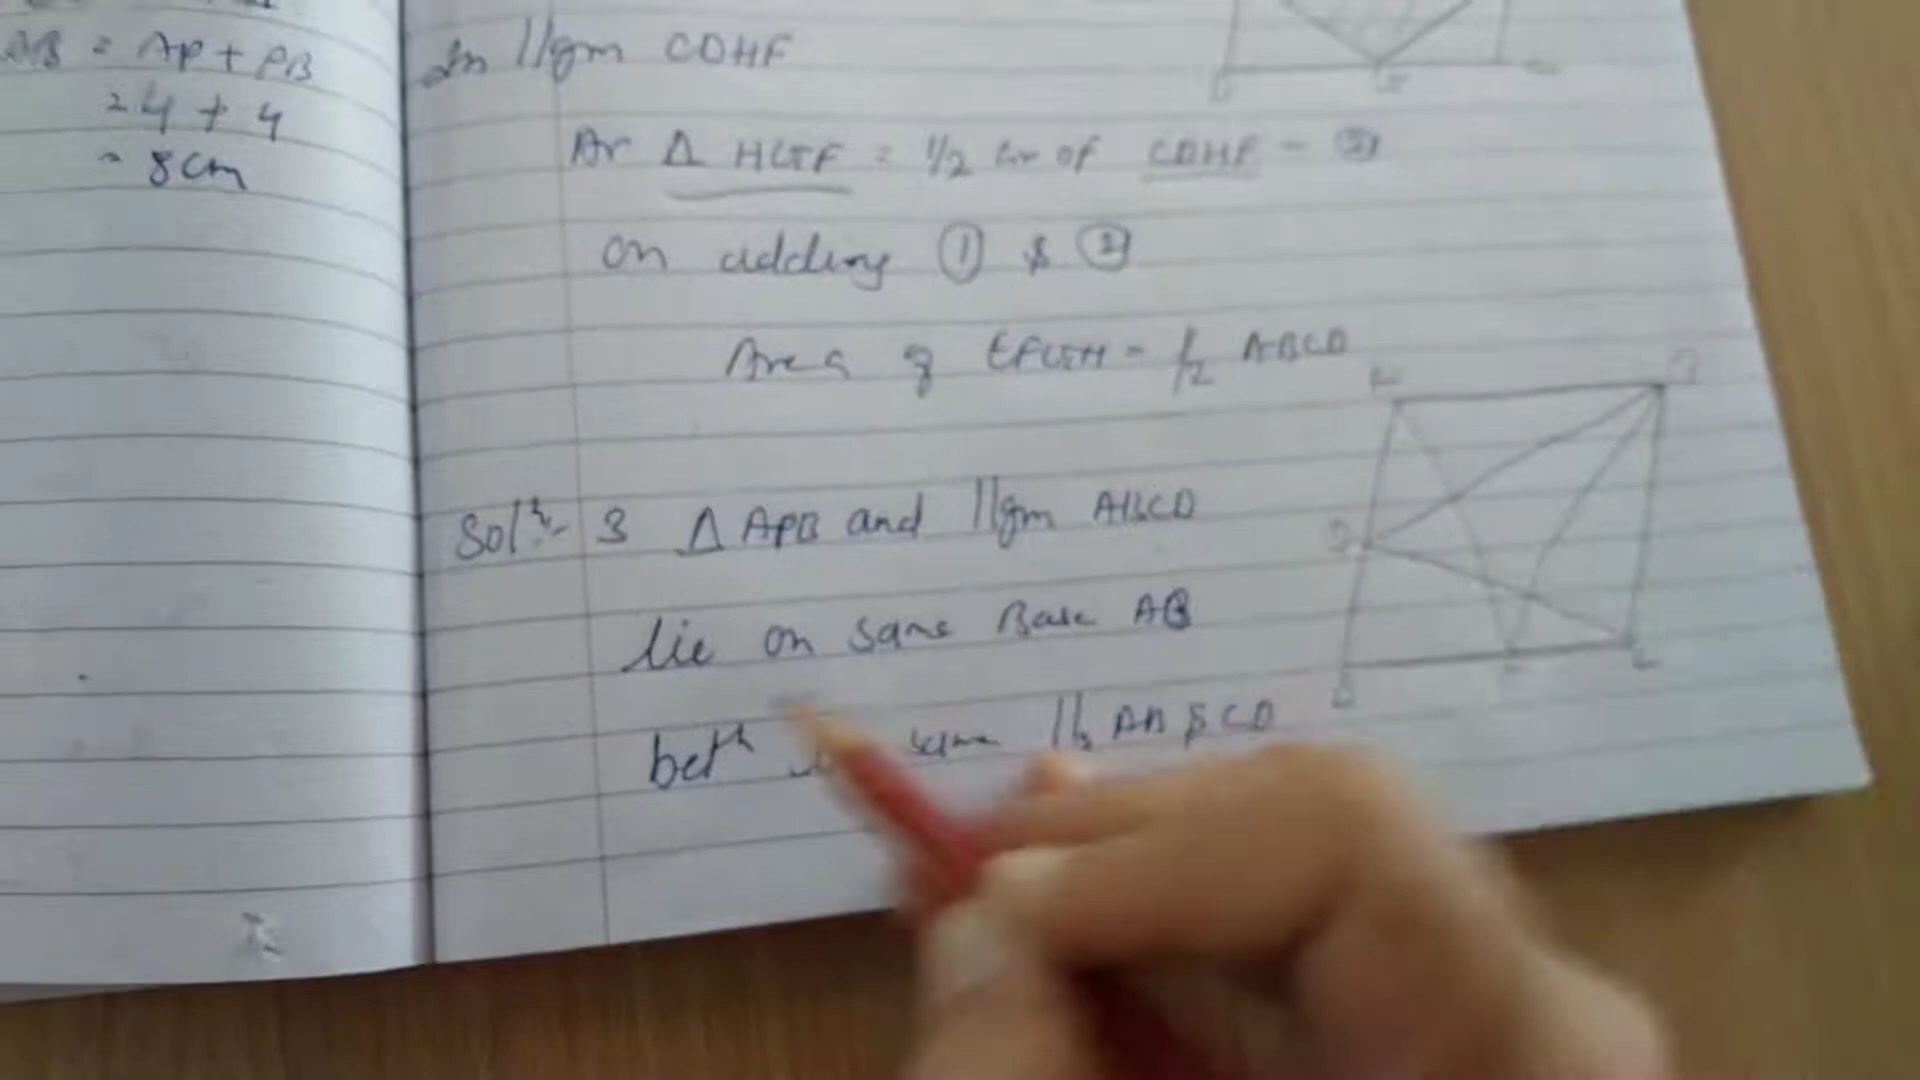 AB = AP + PB
= 4 + 4
= 8cm
In ||gm CDHF
Ar Δ HGF = 1/2 ar of CDHF - ②
on adding ① & ②
Area of EFGH = 1/2 ABCD
Solⁿ:- 3 Δ APB and ||gm ABCD
lie on same Base AB
betⁿ same ||s AB & CD